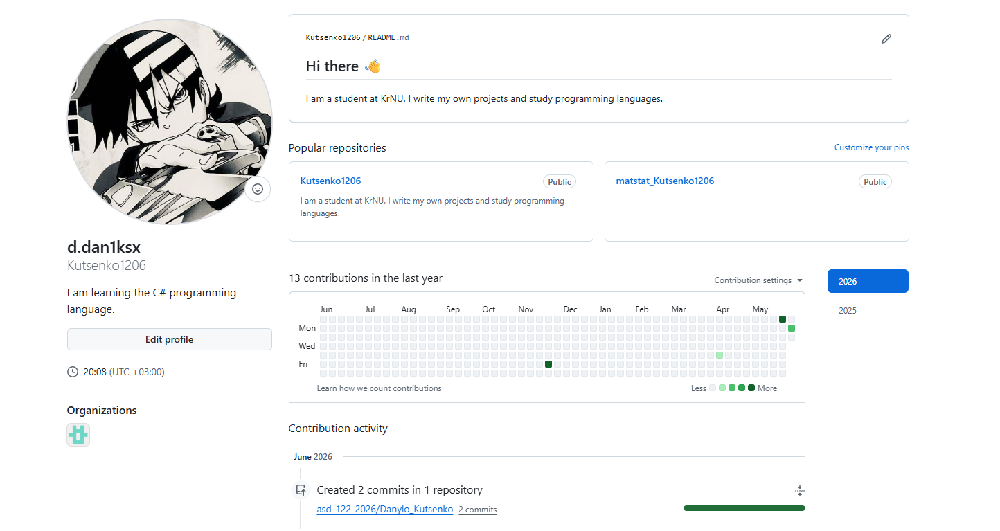 Kutsenko1206 / README.md
Hi there 👋
I am a student at KrNU. I write my own projects and study programming languages.
d.dan1ksx
Kutsenko1206
I am learning the C# programming
language.
Edit profile
20:08 (UTC +03:00)
Organizations
Popular repositories
Customize your pins
Kutsenko1206
Public
I am a student at KrNU. I write my own projects and study programming
languages.
matstat_Kutsenko1206
Public
13 contributions in the last year
Contribution settings
2026
2025
Jun Jul Aug Sep Oct Nov Dec Jan Feb Mar Apr May
Mon
Wed
Fri
Learn how we count contributions
Less More
Contribution activity
June 2026
Created 2 commits in 1 repository
asd-122-2026/Danylo_Kutsenko 2 commits